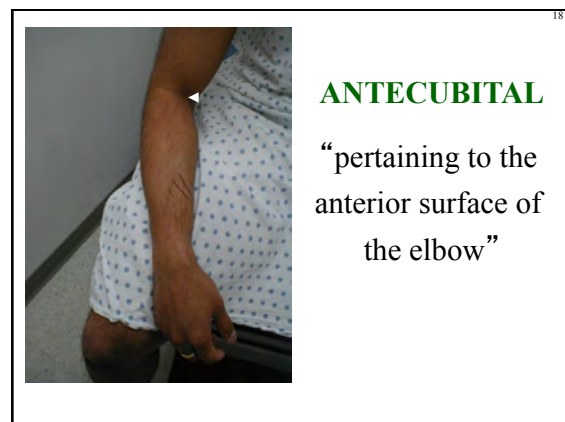 18
ANTECUBITAL
“pertaining to the
anterior surface of
the elbow”